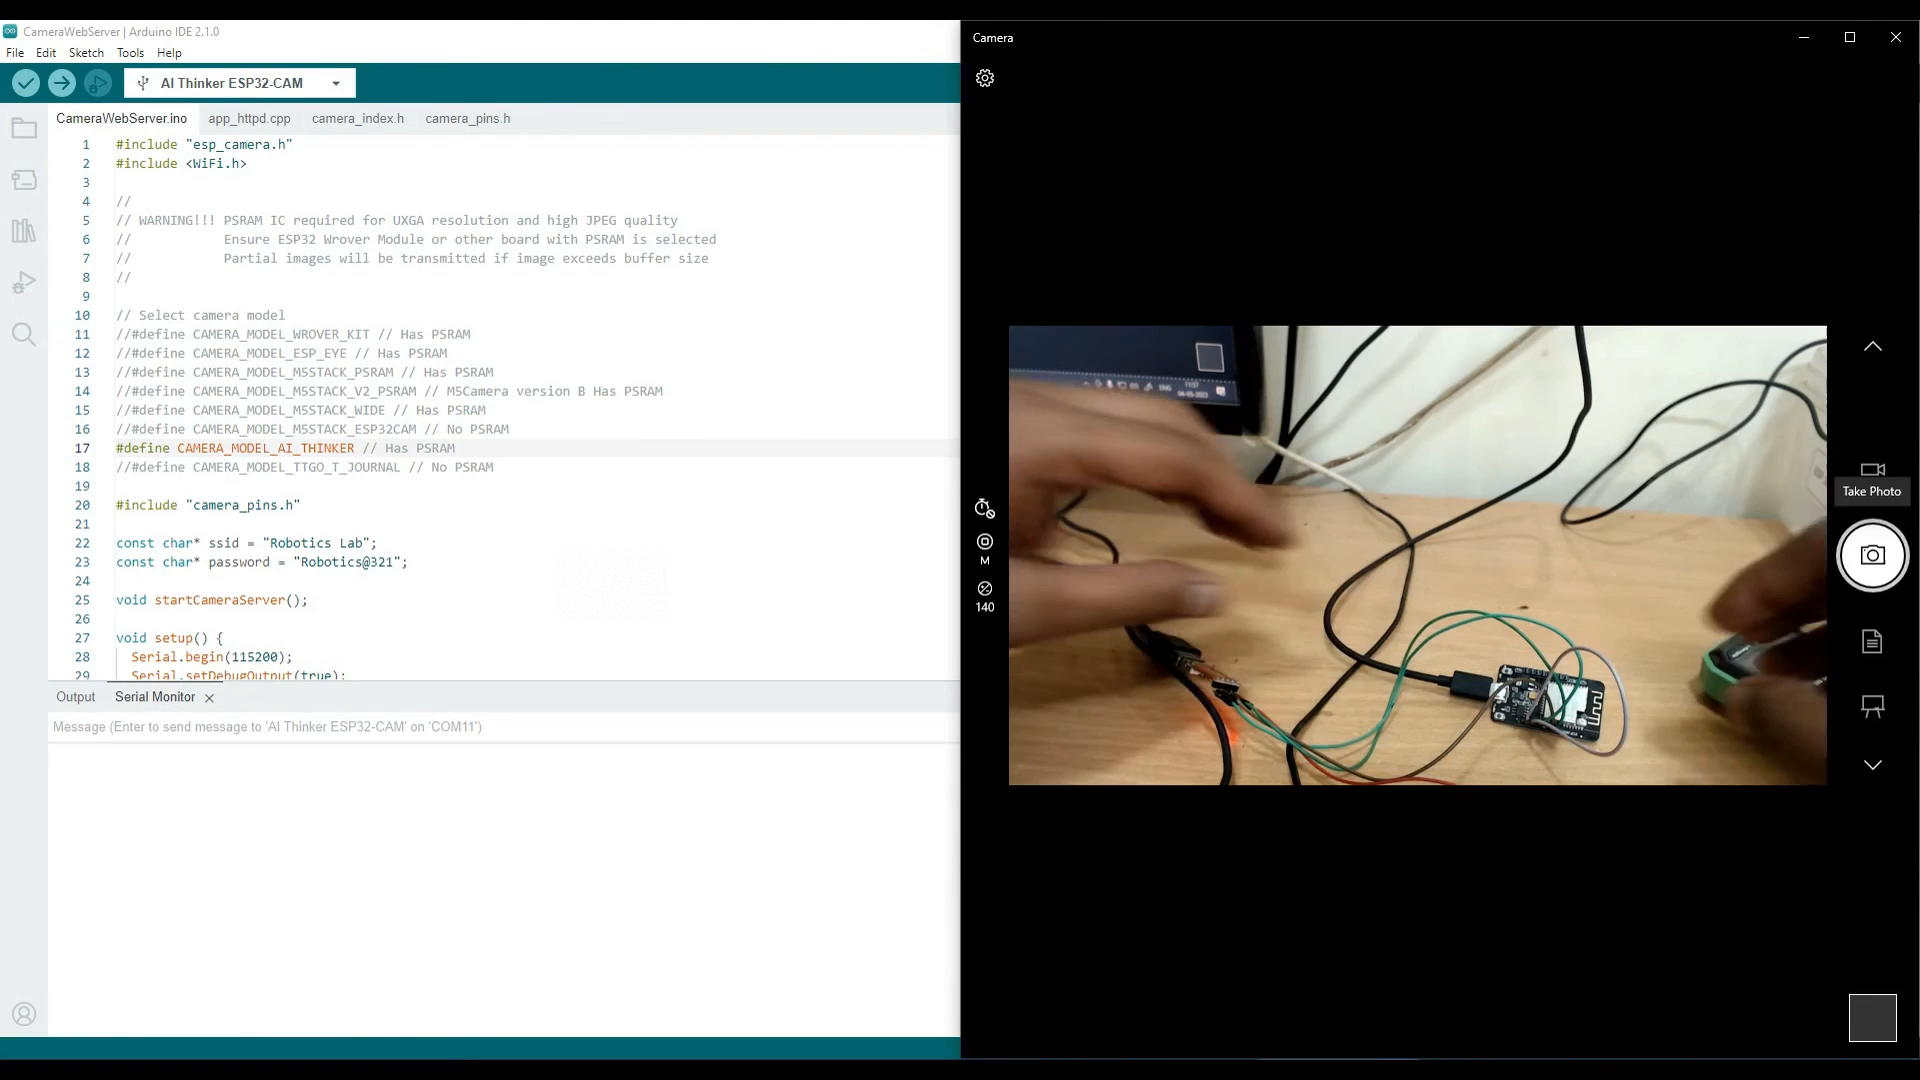 CameraWebServer | Arduino IDE 2.1.0
File Edit Sketch Tools Help
AI Thinker ESP32-CAM
CameraWebServer.ino app_httpd.cpp camera_index.h camera_pins.h
1 #include "esp_camera.h"
2 #include <WiFi.h>
3
4 //
5 // WARNING!!! PSRAM IC required for UXGA resolution and high JPEG quality
6 // Ensure ESP32 Wrover Module or other board with PSRAM is selected
7 // Partial images will be transmitted if image exceeds buffer size
8 //
9
10 // Select camera model
11 //#define CAMERA_MODEL_WROVER_KIT // Has PSRAM
12 //#define CAMERA_MODEL_ESP_EYE // Has PSRAM
13 //#define CAMERA_MODEL_M5STACK_PSRAM // Has PSRAM
14 //#define CAMERA_MODEL_M5STACK_V2_PSRAM // M5Camera version B Has PSRAM
15 //#define CAMERA_MODEL_M5STACK_WIDE // Has PSRAM
16 //#define CAMERA_MODEL_M5STACK_ESP32CAM // No PSRAM
17 #define CAMERA_MODEL_AI_THINKER // Has PSRAM
18 //#define CAMERA_MODEL_TTGO_T_JOURNAL // No PSRAM
19
20 #include "camera_pins.h"
21
22 const char* ssid = "Robotics Lab";
23 const char* password = "Robotics@321";
24
25 void startCameraServer();
26
27 void setup() {
28 Serial.begin(115200);
29 Serial.setDebugOutput(true);
Output Serial Monitor
Message (Enter to send message to 'AI Thinker ESP32-CAM' on 'COM11')
Camera
M
140
Take Photo
ENG